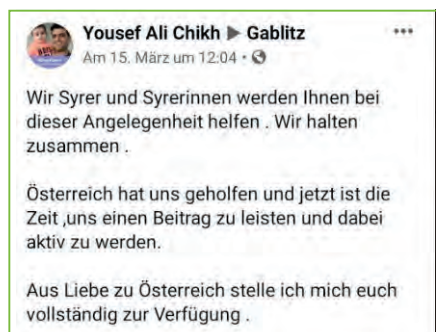 Yousef Ali Chikh ▶ Gablitz
Am 15. März um 12:04 •
Wir Syrer und Syrerinnen werden Ihnen bei
dieser Angelegenheit helfen . Wir halten
zusammen .
Österreich hat uns geholfen und jetzt ist die
Zeit ,uns einen Beitrag zu leisten und dabei
aktiv zu werden.
Aus Liebe zu Österreich stelle ich mich euch
vollständig zur Verfügung .